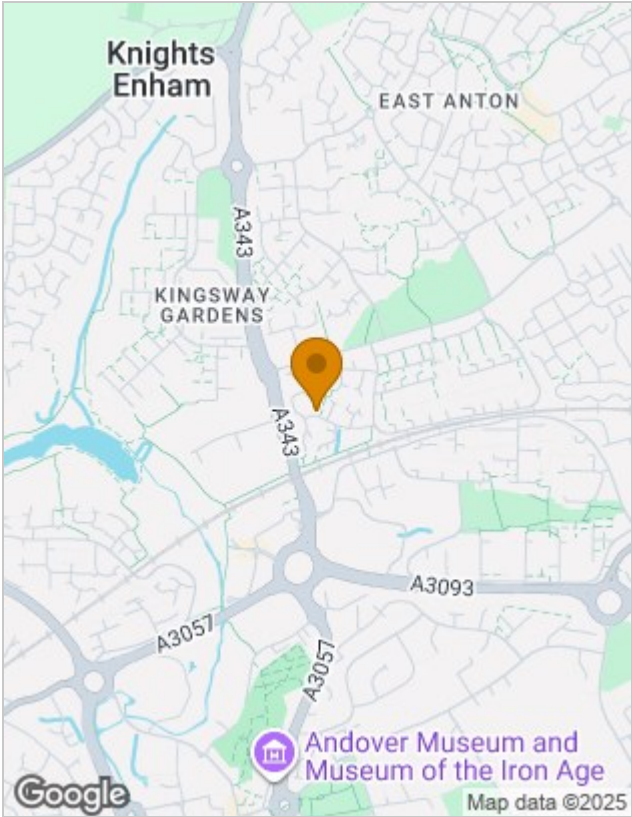 Knights
Enham
EAST ANTON
A343
KINGSWAY
GARDENS
A343
A3093
A3057
A3057
Andover Museum and
Museum of the Iron Age
Google
Map data ©2025